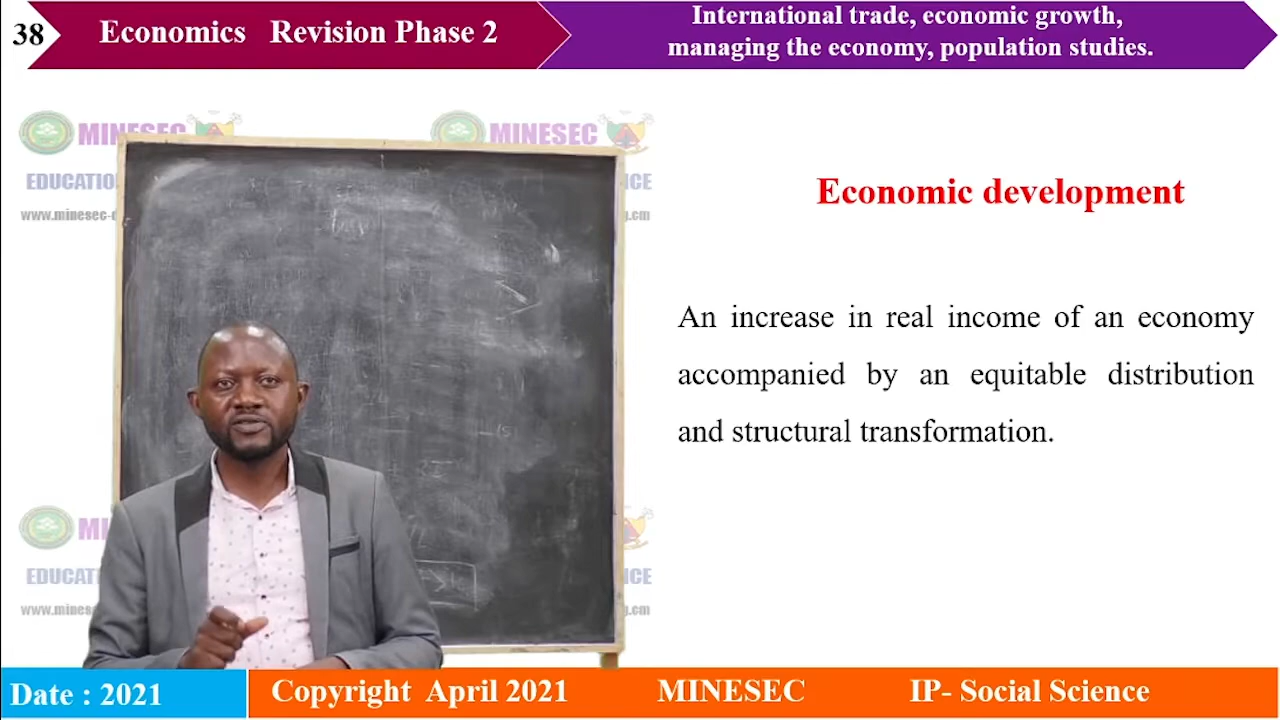 38
Economics Revision Phase 2
International trade, economic growth,
managing the economy, population studies.
MINESEC
MINESEC
Economic development
An increase in real income of an economy
accompanied by an equitable distribution
and structural transformation.
Date : 2021
Copyright April 2021
MINESEC
IP- Social Science